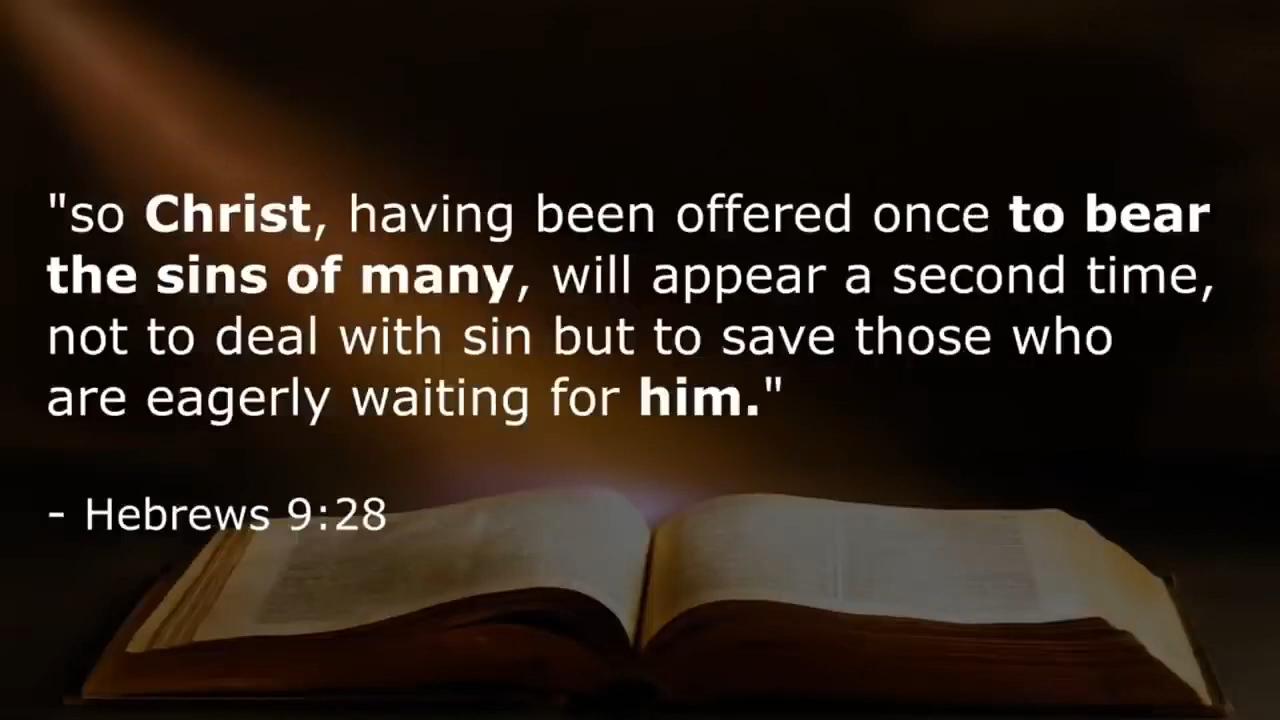 "so Christ, having been offered once to bear
the sins of many, will appear a second time,
not to deal with sin but to save those who
are eagerly waiting for him."
- Hebrews 9:28